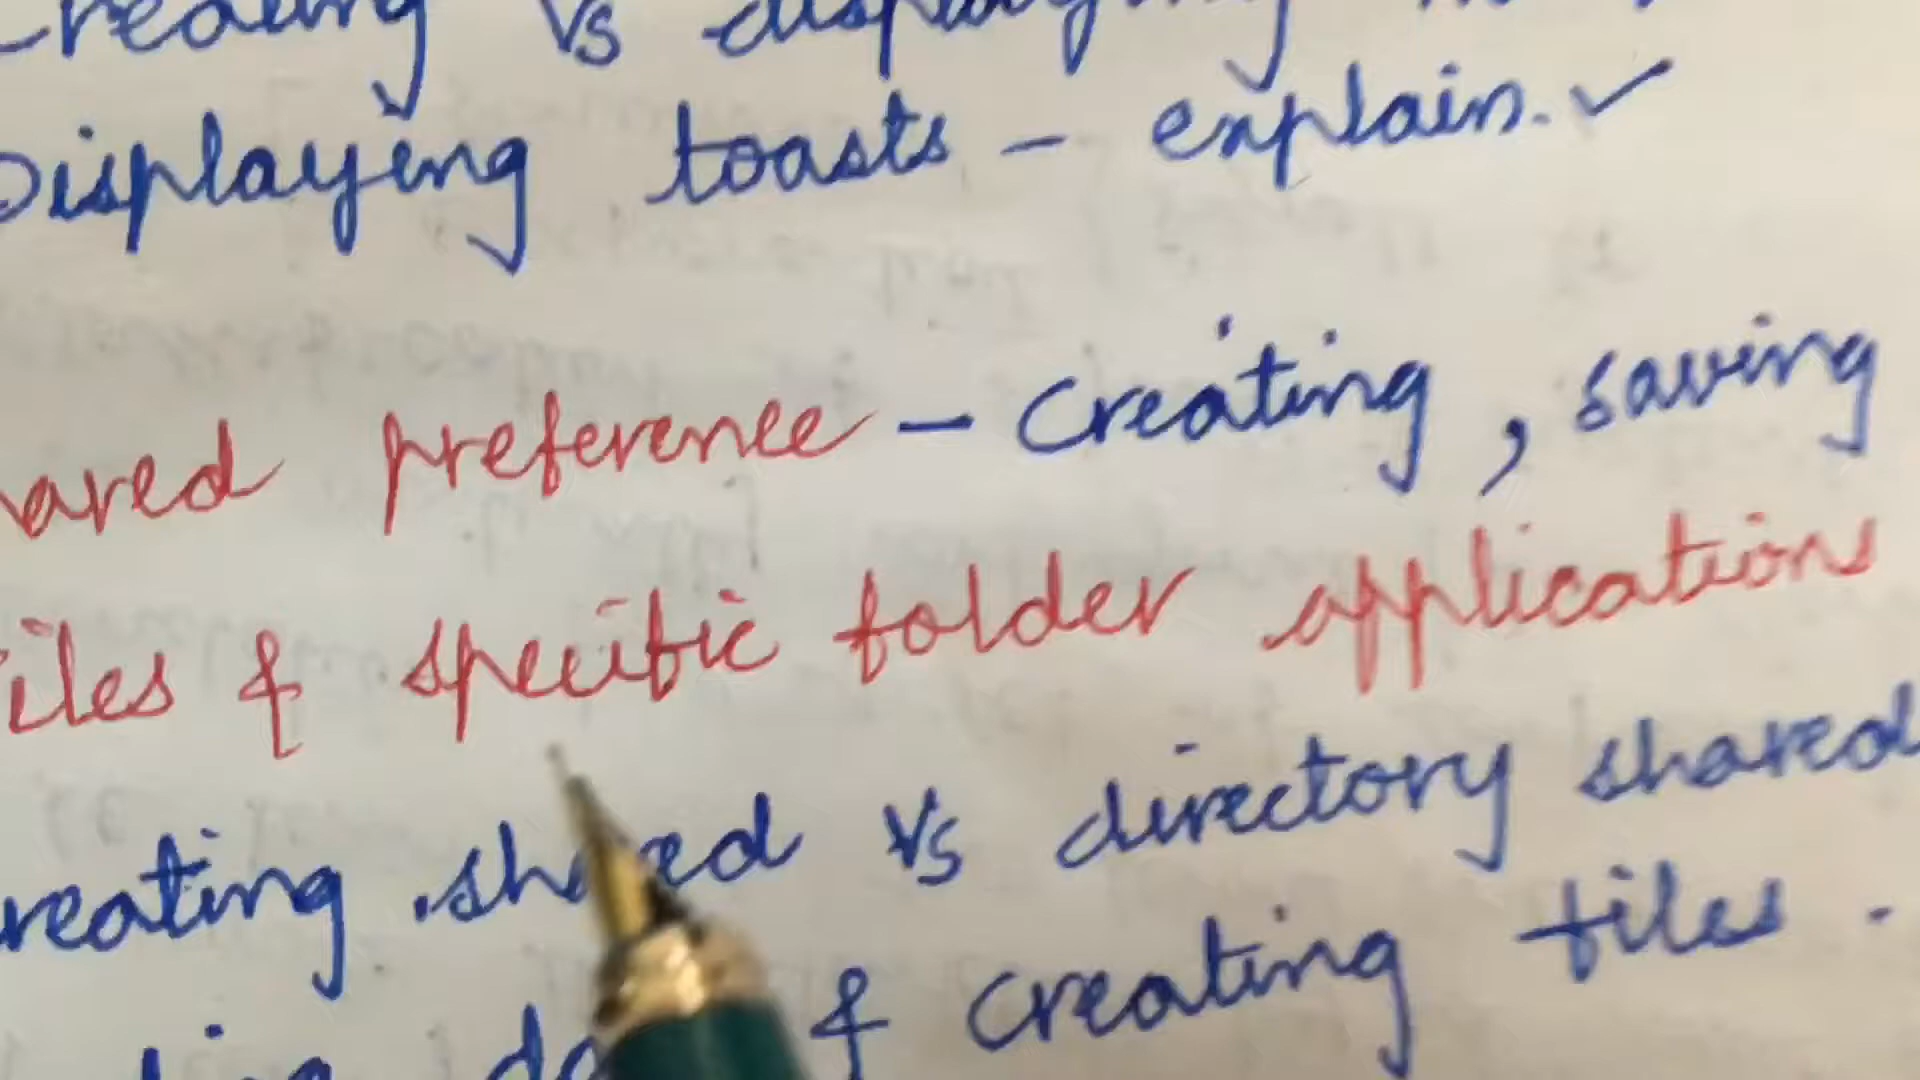 Creating Vs displaying
Displaying toasts - explain. ✓
ared preference - Creating, saving
iles & specific folder applications
reating shared Vs directory shared
& creating files.